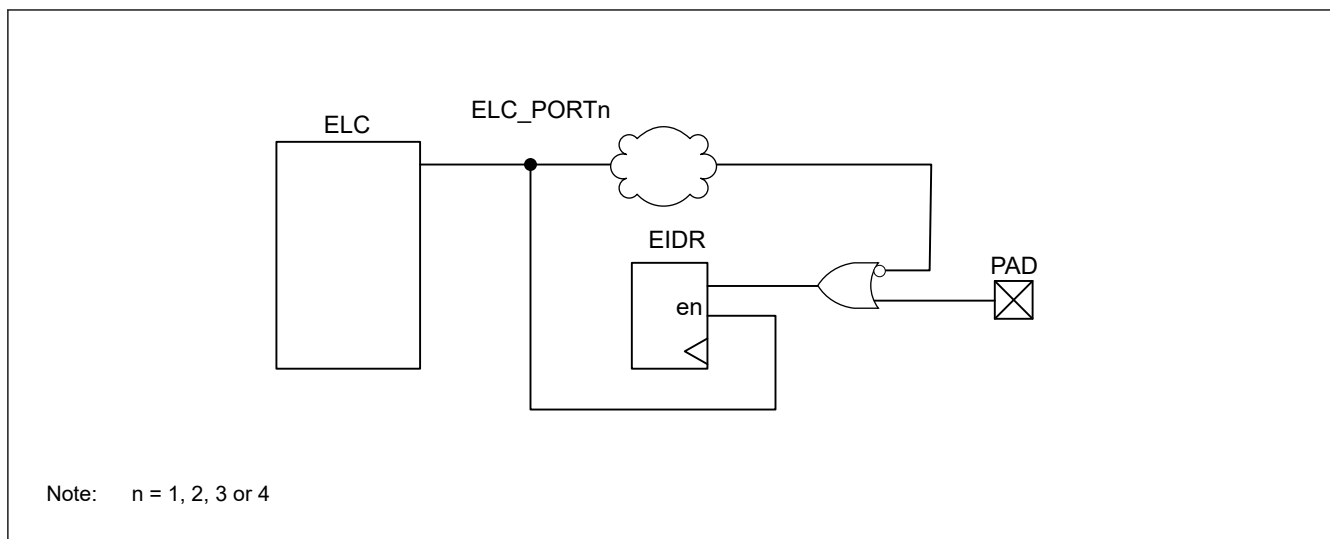 ELC_PORTn
ELC
EIDR
PAD
en
Note: n = 1, 2, 3 or 4